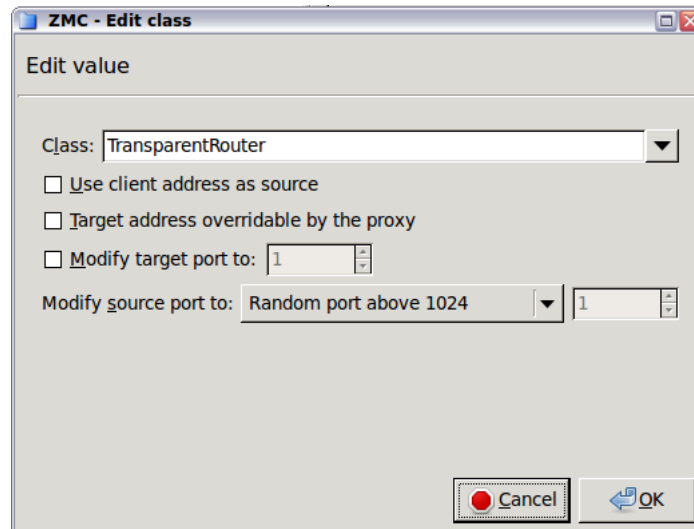 ZMC - Edit class
Edit value
Class: TransparentRouter
Use client address as source
Target address overridable by the proxy
Modify target port to: 1
Modify source port to: Random port above 1024 1
Cancel OK